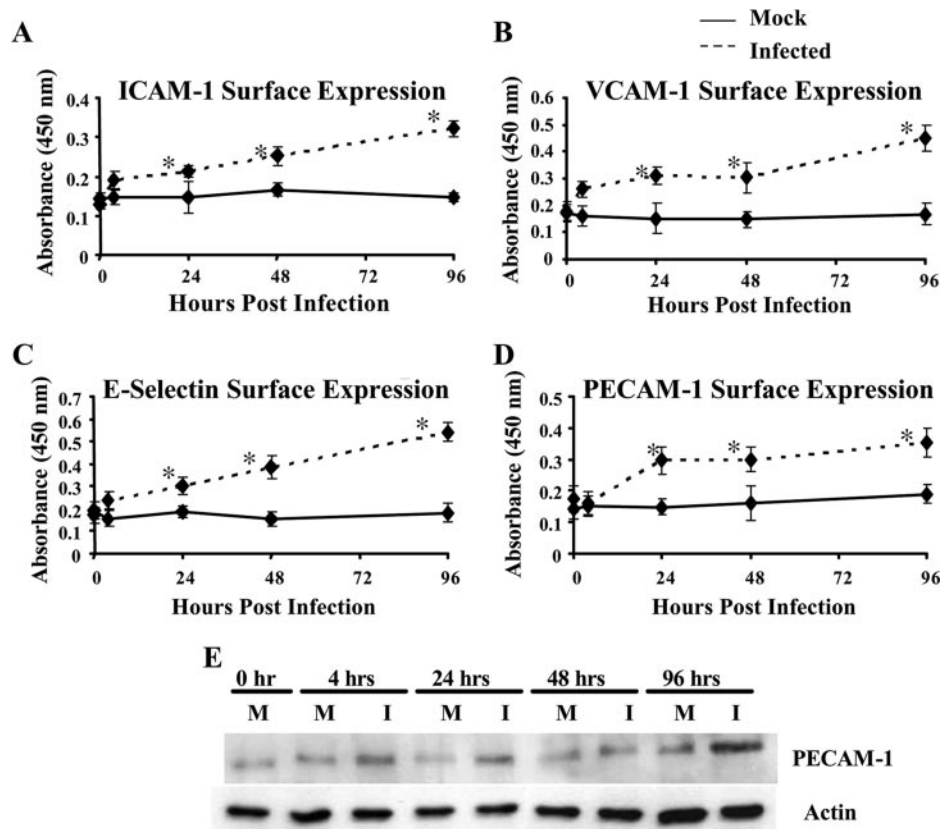 A
B
Mock
Infected
ICAM-1 Surface Expression
Absorbance (450 nm)
0.4
0.3
0.2
0.1
0
*
*
*
0 24 48 72 96
Hours Post Infection
VCAM-1 Surface Expression
Absorbance (450 nm)
0.6
0.5
0.4
0.3
0.2
0.1
0
*
*
*
0 24 48 72 96
Hours Post Infection
C
E-Selectin Surface Expression
Absorbance (450 nm)
0.7
0.6
0.5
0.4
0.3
0.2
0.1
0
*
*
*
0 24 48 72 96
Hours Post Infection
D
PECAM-1 Surface Expression
Absorbance (450 nm)
0.5
0.4
0.3
0.2
0.1
0
*
*
*
0 24 48 72 96
Hours Post Infection
E
0 hr 4 hrs 24 hrs 48 hrs 96 hrs
M M I M I M I M I
PECAM-1
Actin